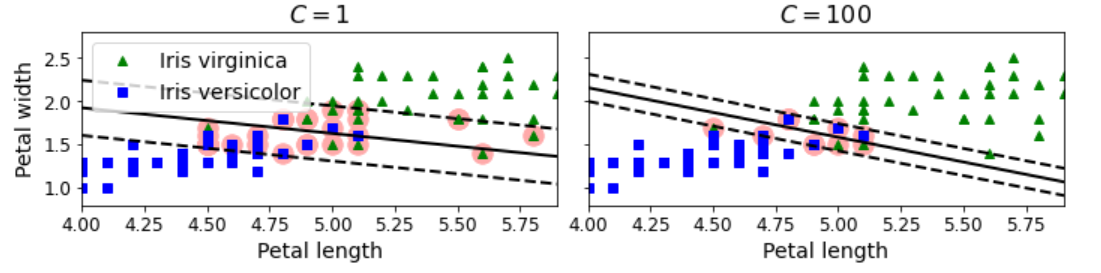 C = 1
C = 100
Iris virginica
Iris versicolor
Petal width
2.5
2.0
1.5
1.0
4.00 4.25 4.50 4.75 5.00 5.25 5.50 5.75
4.00 4.25 4.50 4.75 5.00 5.25 5.50 5.75
Petal length
Petal length